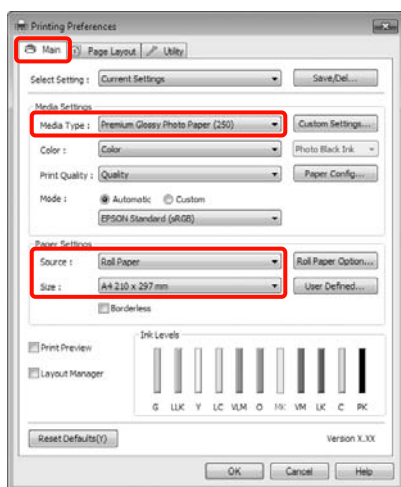 Printing Preferences
Main Page Layout Utility
Select Setting : Current Settings Save/Del...
Media Settings
Media Type : Premium Glossy Photo Paper (250) Custom Settings...
Color : Color Photo Black Ink
Print Quality : Quality Paper Config...
Mode : Automatic Custom
EPSON Standard (sRGB)
Paper Settings
Source : Roll Paper Roll Paper Option...
Size : A4 210 x 297 mm User Defined...
Borderless
Ink Levels
Print Preview
Layout Manager
G LLK Y LC VLM O MK VM LK C PK
Reset Defaults(Y) Version X.XX
OK Cancel Help